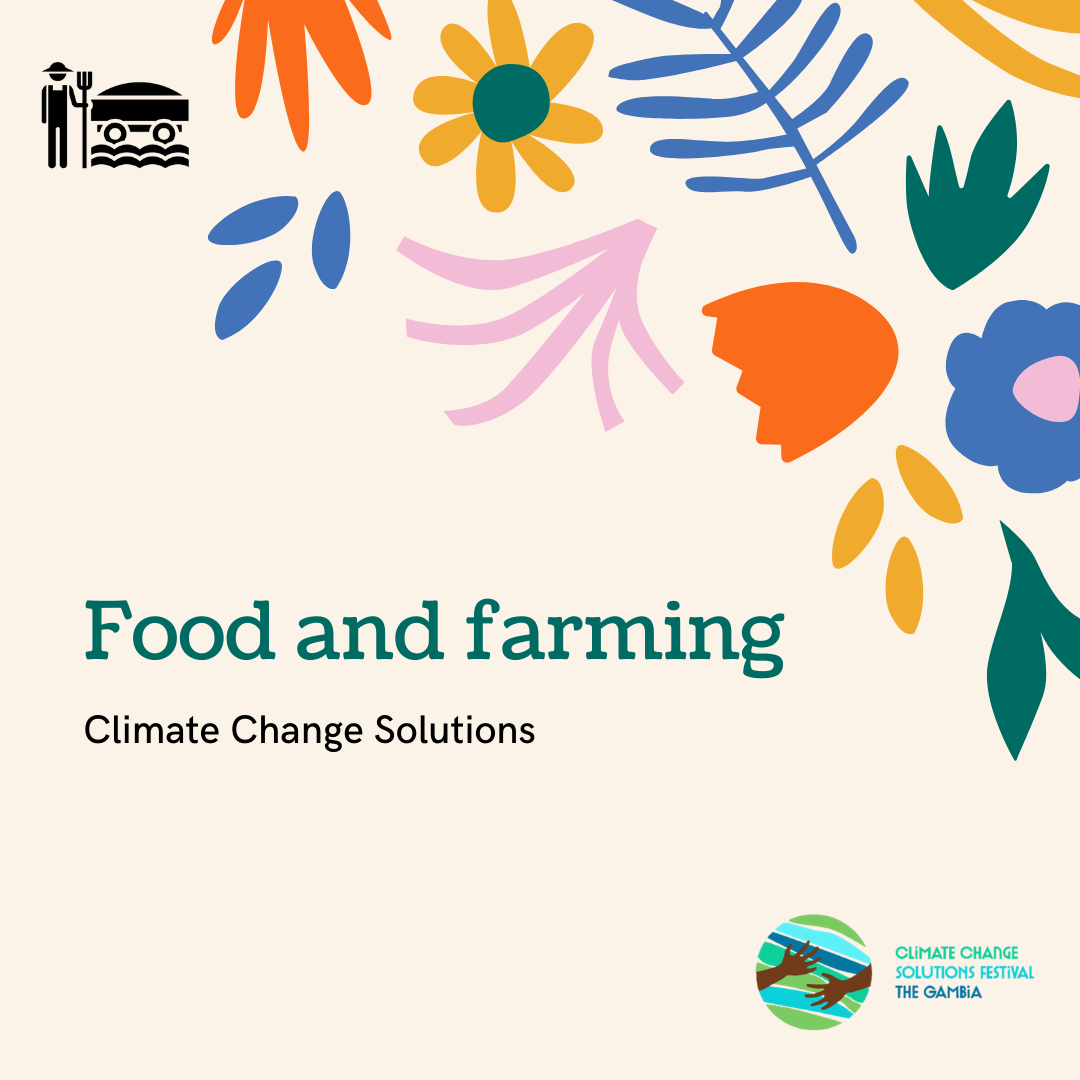 Food and farming
Climate Change Solutions
CLiMATE CHANGE
SOLUTIONS FESTiVAL
THE GAMBiA